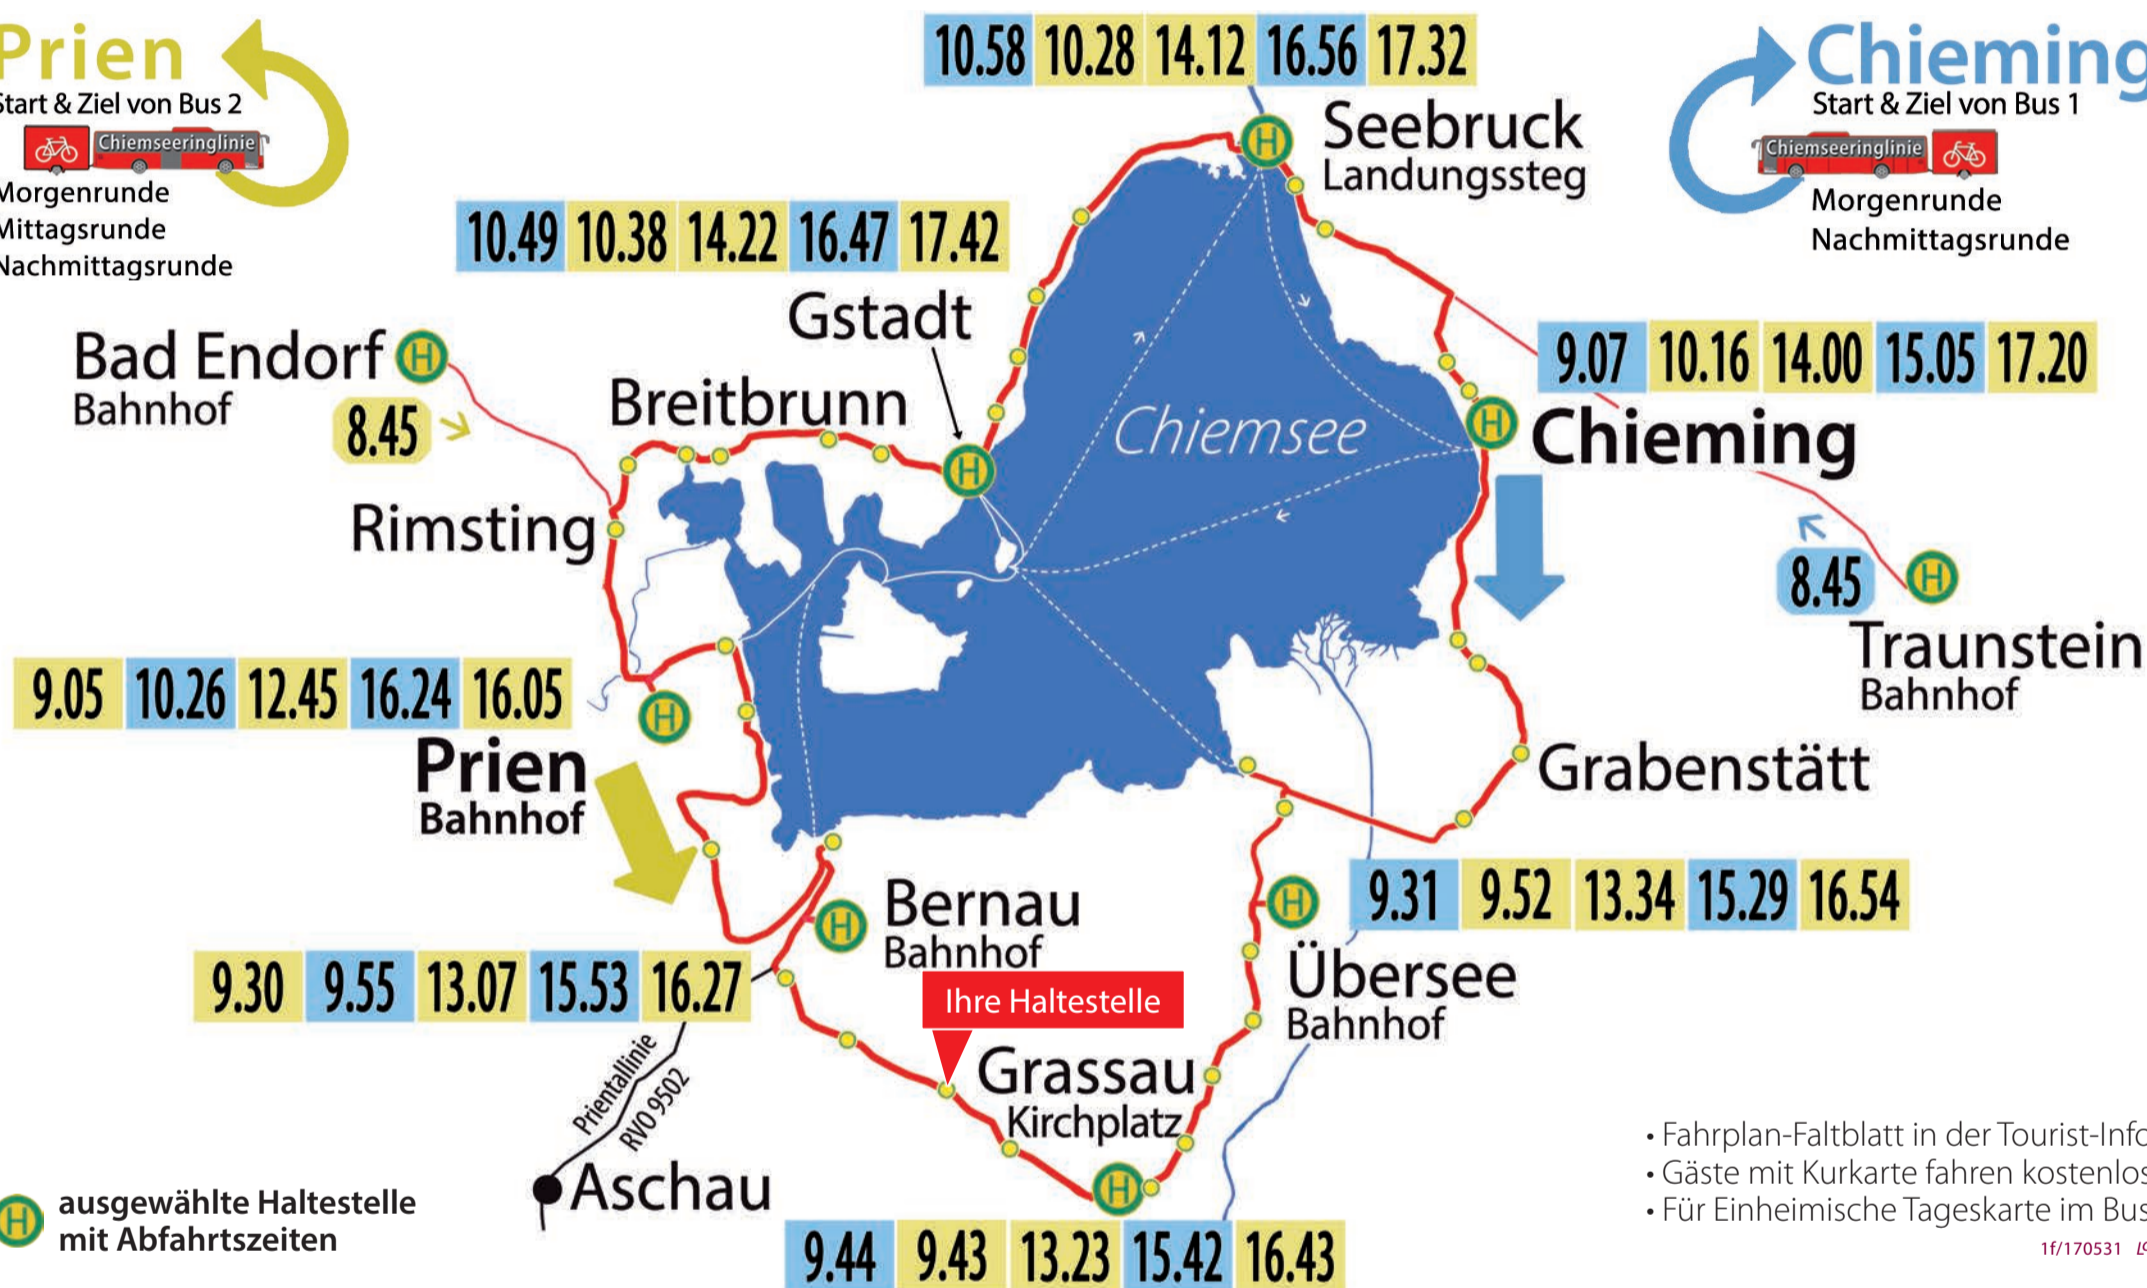 Prien
Start & Ziel von Bus 2
Chiemseeringlinie
Morgenrunde
Mittagsrunde
Nachmittagsrunde
10.58 10.28 14.12 16.56 17.32
Seebruck
Landungssteg
Chieming
Start & Ziel von Bus 1
Chiemseeringlinie
Morgenrunde
Nachmittagsrunde
10.49 10.38 14.22 16.47 17.42
Gstadt
Bad Endorf H
Bahnhof
8.45
Breitbrunn
H
H
Chiemsee
9.07 10.16 14.00 15.05 17.20
H Chieming
Rimsting
8.45 H
Traunstein
Bahnhof
9.05 10.26 12.45 16.24 16.05
H
Prien
Bahnhof
Grabenstätt
Bernau
H Bahnhof
H 9.31 9.52 13.34 15.29 16.54
Übersee
Bahnhof
9.30 9.55 13.07 15.53 16.27
Ihre Haltestelle
Grassau
Kirchplatz
H
Prientallinie
RVO 9502
Aschau
H ausgewählte Haltestelle
mit Abfahrtszeiten
9.44 9.43 13.23 15.42 16.43
• Fahrplan-Faltblatt in der Tourist-Info
• Gäste mit Kurkarte fahren kostenlos
• Für Einheimische Tageskarte im Bus
1f/170531